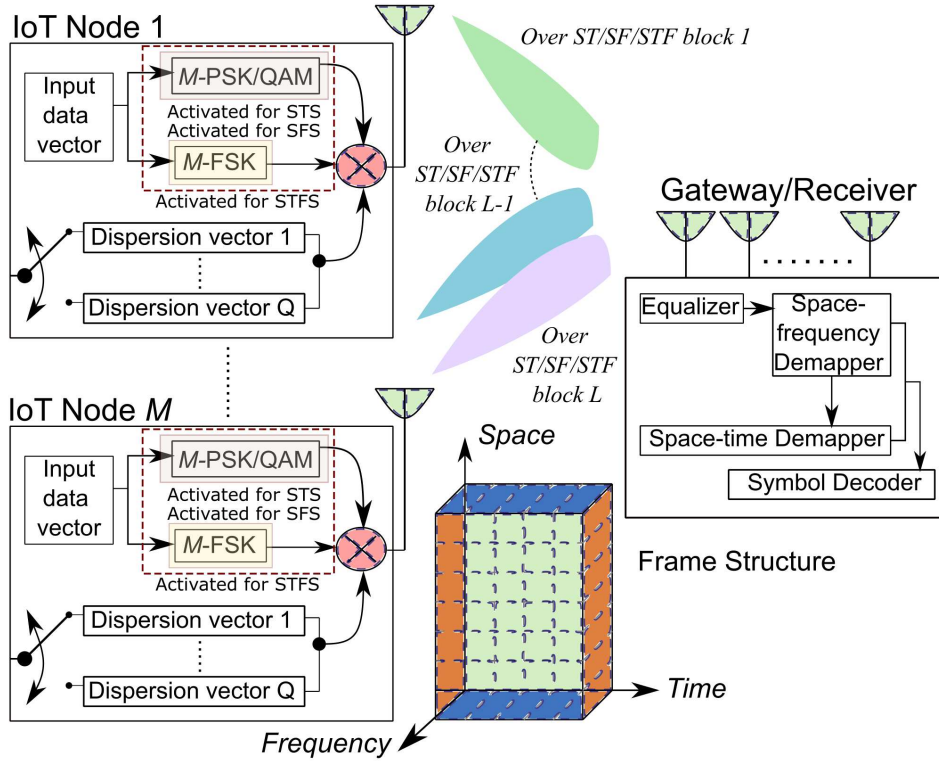 IoT Node 1
Input
data
vector
M-PSK/QAM
Activated for STS
Activated for SFS
M-FSK
Activated for STFS
Dispersion vector 1
Dispersion vector Q
Over ST/SF/STF block 1
Over
ST/SF/STF
block L-1
Over
ST/SF/STF
block L
Gateway/Receiver
Equalizer
Space-
frequency
Demapper
Space-time Demapper
Symbol Decoder
IoT Node M
Input
data
vector
M-PSK/QAM
Activated for STS
Activated for SFS
M-FSK
Activated for STFS
Dispersion vector 1
Dispersion vector Q
Space
Frame Structure
Time
Frequency